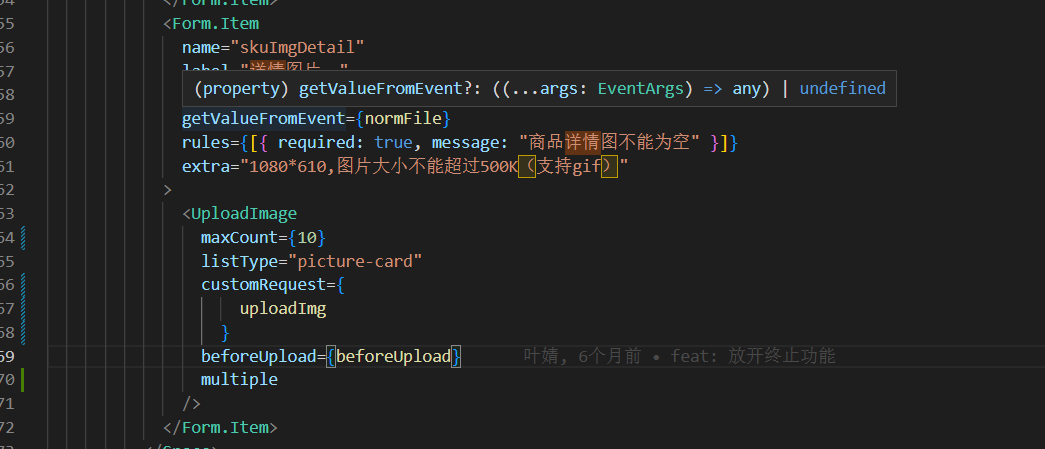 </Form.Item>
55 <Form.Item
56 name="skuImgDetail"
57 label="详情图片："
58 (property) getValueFromEvent?: ((...args: EventArgs) => any) | undefined
59 getValueFromEvent={normFile}
60 rules={[{ required: true, message: "商品详情图不能为空" }]}
61 extra="1080*610,图片大小不能超过500K（支持gif）"
62 >
63 <UploadImage
64 maxCount={10}
65 listType="picture-card"
66 customRequest={
67 uploadImg
68 }
69 beforeUpload={beforeUpload} 叶婧, 6个月前 • feat: 放开终止功能
70 multiple
71 />
72 </Form.Item>